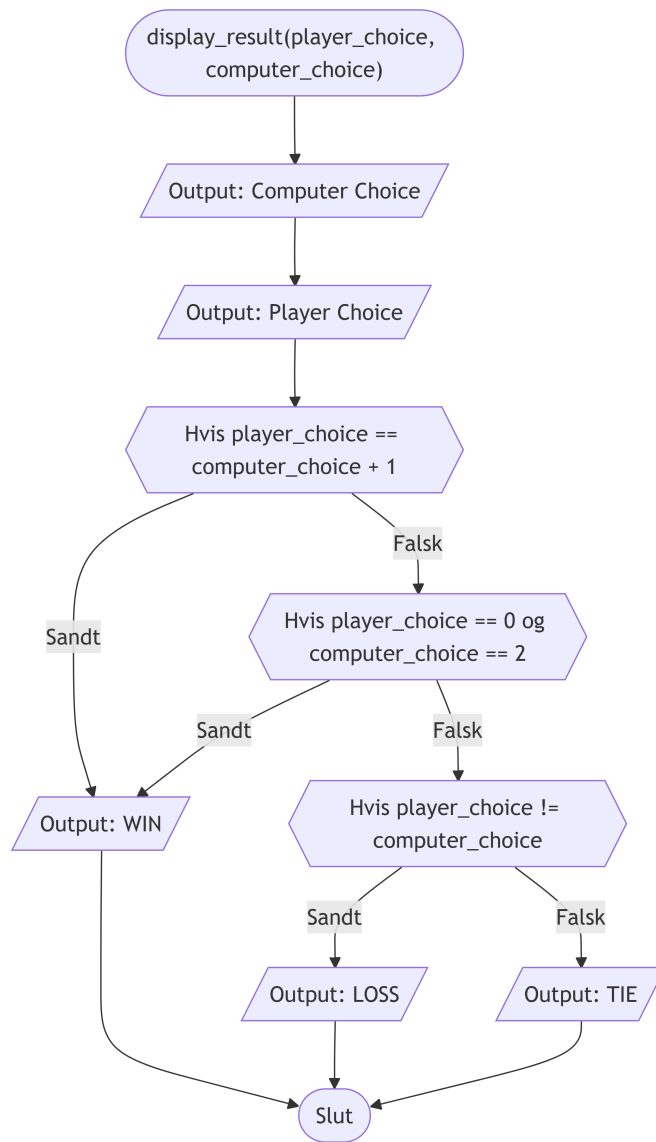 display_result(player_choice,
computer_choice)
Output: Computer Choice
Output: Player Choice
Hvis player_choice ==
computer_choice + 1
Falsk
Sandt
Hvis player_choice == 0 og
computer_choice == 2
Sandt
Falsk
Output: WIN
Hvis player_choice !=
computer_choice
Sandt
Falsk
Output: LOSS
Output: TIE
Slut